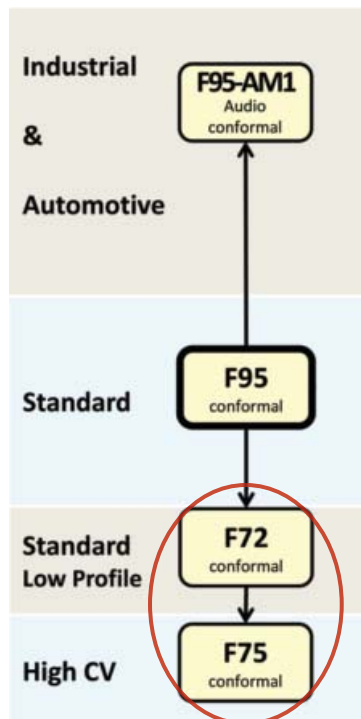 Industrial
&
Automotive
F95-AM1
Audio
conformal
Standard
F95
conformal
Standard
Low Profile
F72
conformal
High CV
F75
conformal